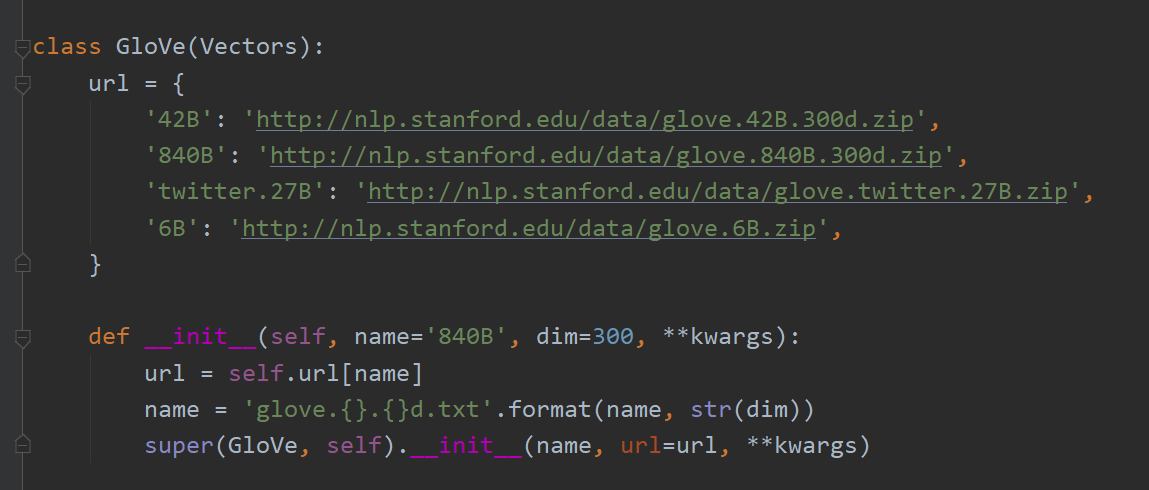 class GloVe(Vectors):
    url = {
        '42B': 'http://nlp.stanford.edu/data/glove.42B.300d.zip',
        '840B': 'http://nlp.stanford.edu/data/glove.840B.300d.zip',
        'twitter.27B': 'http://nlp.stanford.edu/data/glove.twitter.27B.zip',
        '6B': 'http://nlp.stanford.edu/data/glove.6B.zip',
    }
    def __init__(self, name='840B', dim=300, **kwargs):
        url = self.url[name]
        name = 'glove.{}.{}d.txt'.format(name, str(dim))
        super(GloVe, self).__init__(name, url=url, **kwargs)